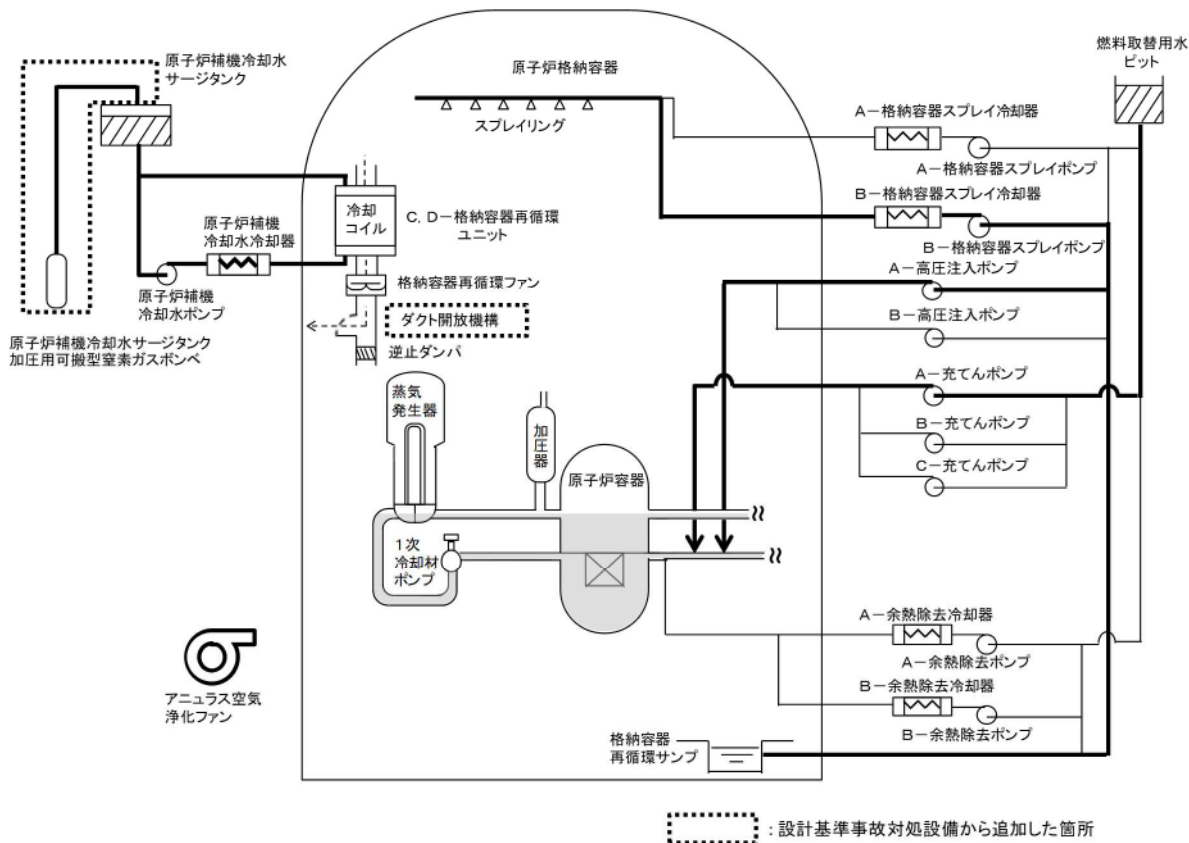 原子炉補機冷却水
サージタンク
原子炉格納容器
燃料取替用水
ピット
スプレイリング
A－格納容器スプレイ冷却器
A－格納容器スプレイポンプ
B－格納容器スプレイ冷却器
B－格納容器スプレイポンプ
冷却
コイル
C, D－格納容器再循環
ユニット
原子炉補機
冷却水冷却器
格納容器再循環ファン
原子炉補機
冷却水ポンプ
ダクト開放機構
逆止ダンパ
原子炉補機冷却水サージタンク
加圧用可搬型窒素ガスボンベ
A－高圧注入ポンプ
B－高圧注入ポンプ
A－充てんポンプ
B－充てんポンプ
C－充てんポンプ
蒸気
発生器
加圧器
原子炉容器
1次
冷却材
ポンプ
A－余熱除去冷却器
A－余熱除去ポンプ
B－余熱除去冷却器
B－余熱除去ポンプ
アニュラス空気
浄化ファン
格納容器
再循環サンプ
：設計基準事故対処設備から追加した箇所